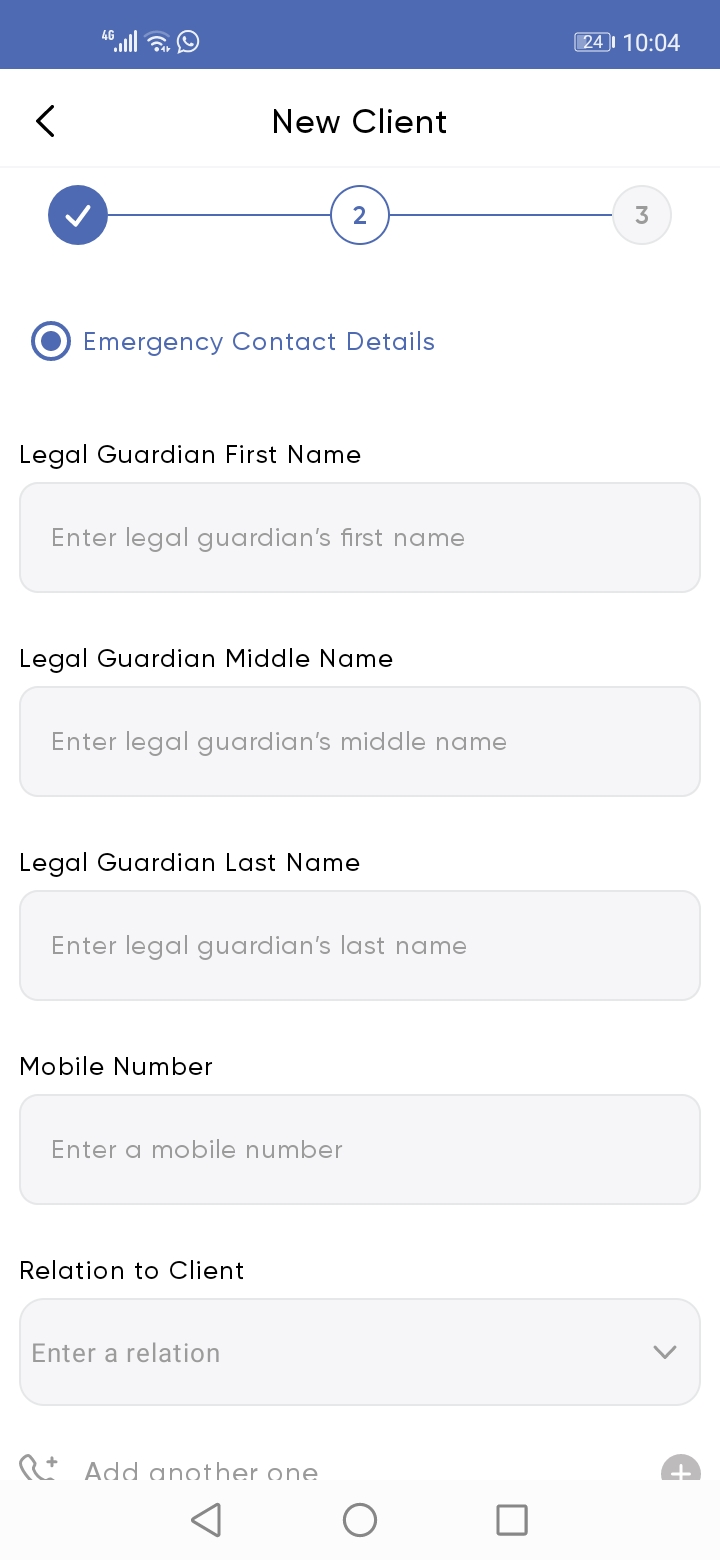 4G 24 10:04
New Client
2 3
Emergency Contact Details
Legal Guardian First Name
Enter legal guardian’s first name
Legal Guardian Middle Name
Enter legal guardian’s middle name
Legal Guardian Last Name
Enter legal guardian’s last name
Mobile Number
Enter a mobile number
Relation to Client
Enter a relation
Add another one